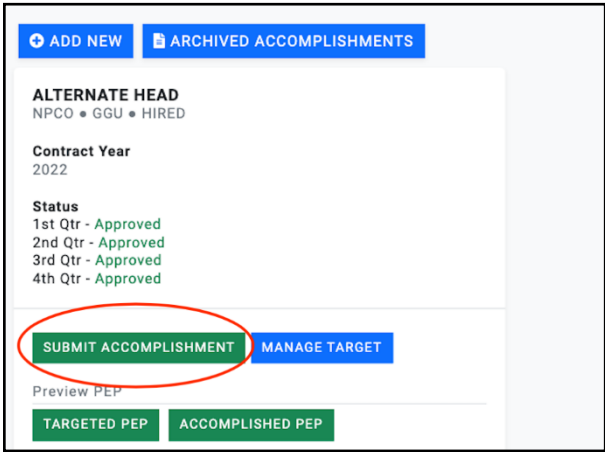 ADD NEW
ARCHIVED ACCOMPLISHMENTS
ALTERNATE HEAD
NPCO ● GGU ● HIRED
Contract Year
2022
Status
1st Qtr - Approved
2nd Qtr - Approved
3rd Qtr - Approved
4th Qtr - Approved
SUBMIT ACCOMPLISHMENT
MANAGE TARGET
Preview PEP
TARGETED PEP
ACCOMPLISHED PEP